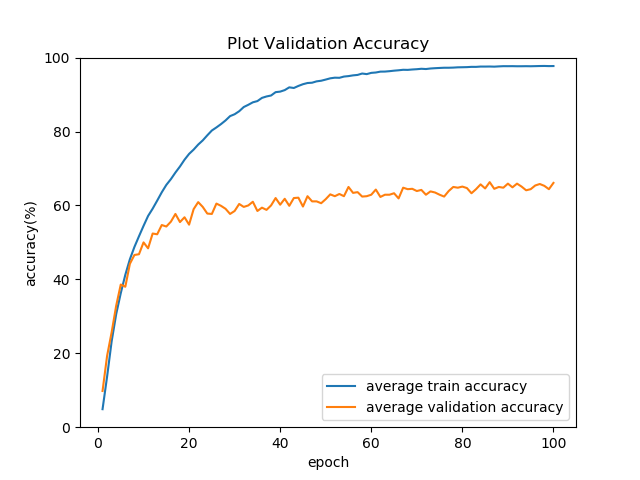 Plot Validation Accuracy
100
80
60
40
20
0
accuracy(%)
0 20 40 60 80 100
epoch
average train accuracy
average validation accuracy